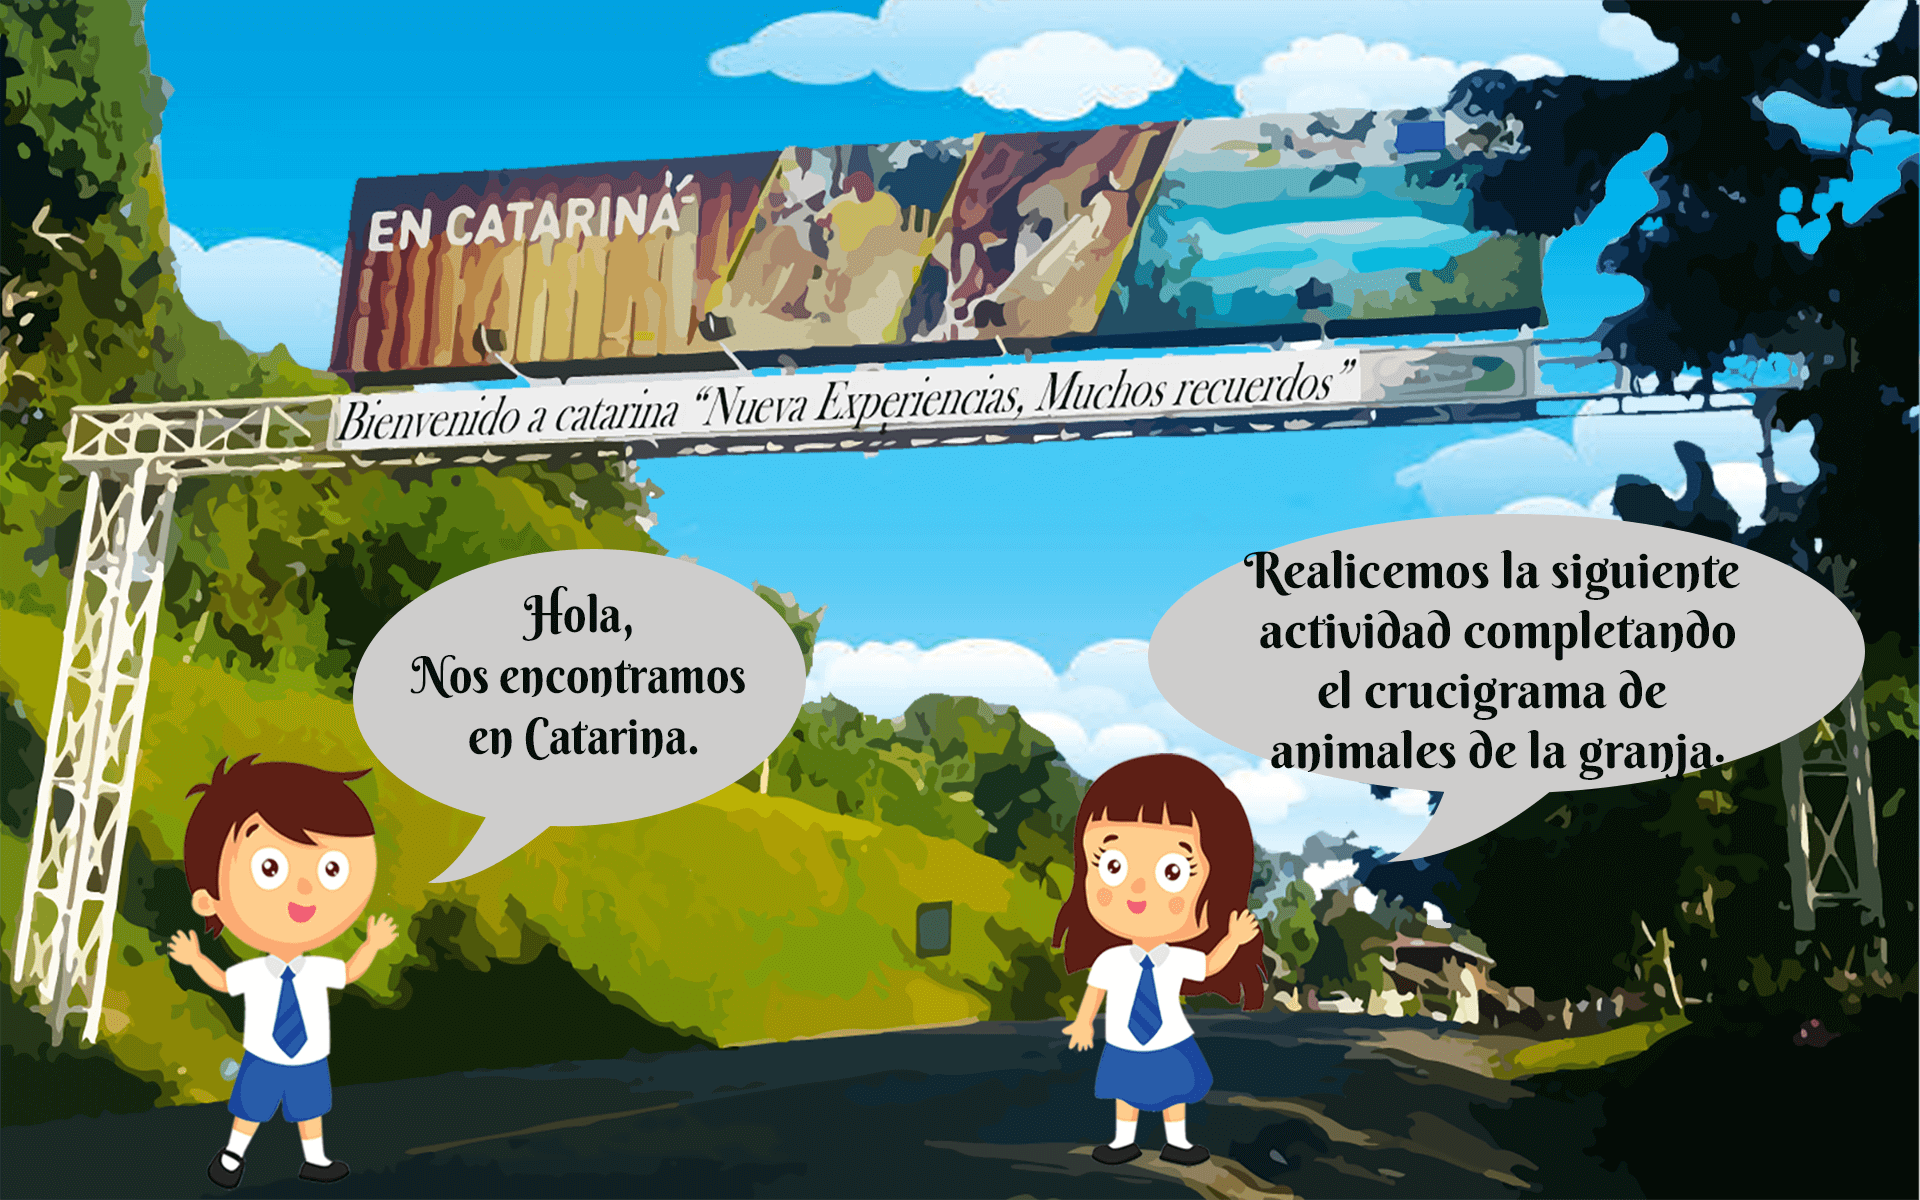 EN CATARINA
Bienvenido a catarina “Nueva Experiencias, Muchos recuerdos”
Hola,
Nos encontramos
en Catarina.
Realicemos la siguiente
actividad completando
el crucigrama de
animales de la granja.